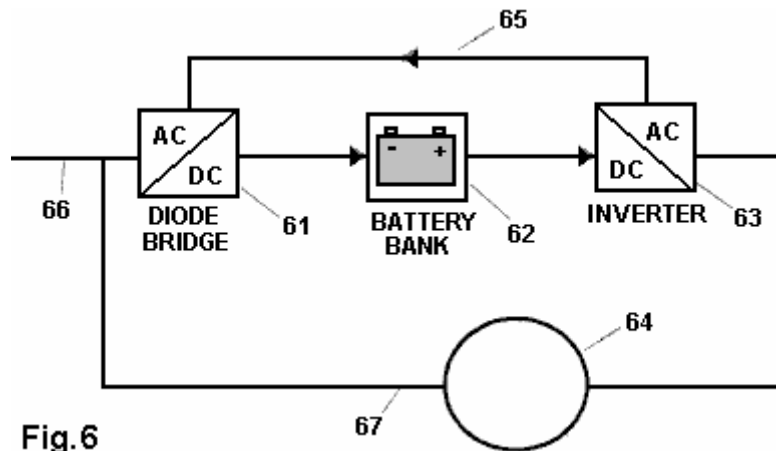 65
AC
DC
- +
AC
DC
66
DIODE
BRIDGE
61
BATTERY
BANK
62
INVERTER
63
64
67
Fig.6